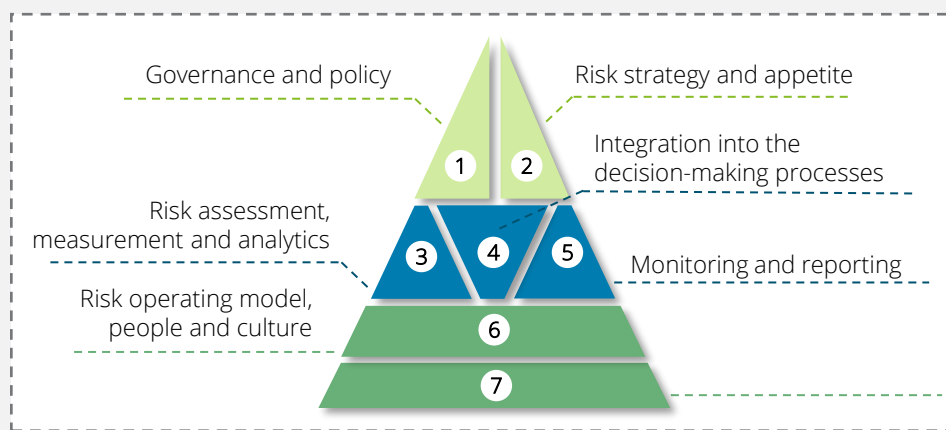 Governance and policy
Risk strategy and appetite
Integration into the
decision-making processes
1
2
Risk assessment,
measurement and analytics
3
4
5
Monitoring and reporting
Risk operating model,
people and culture
6
7